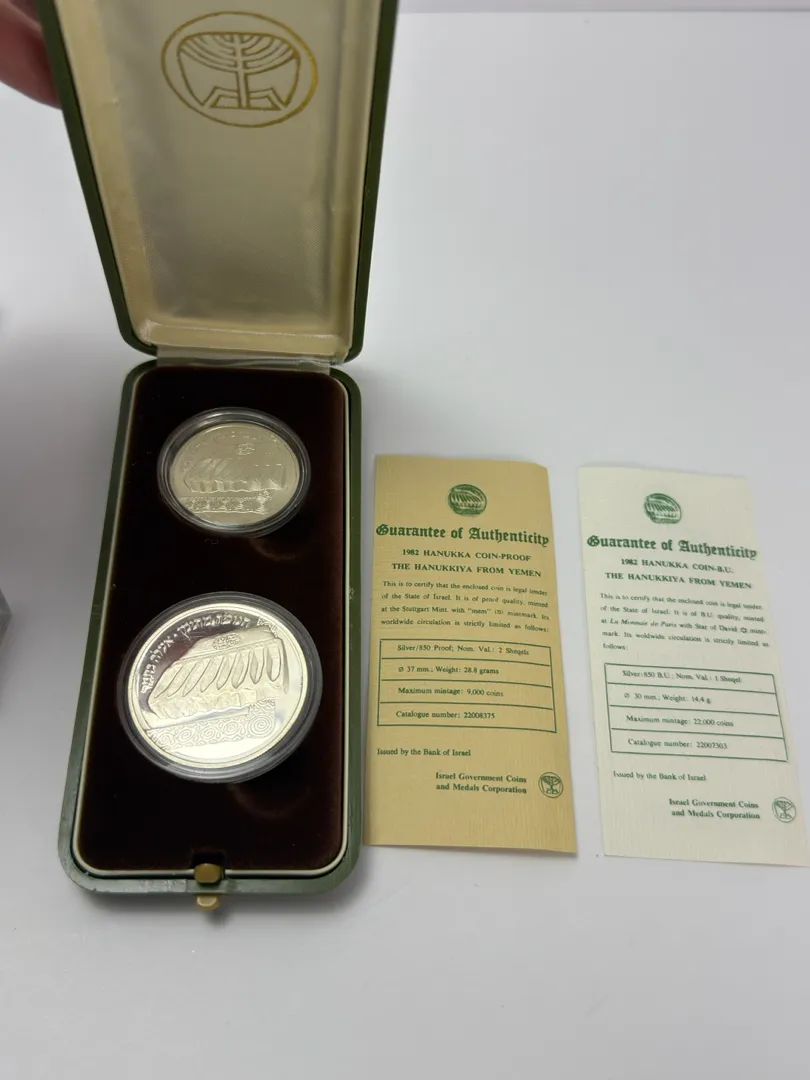 חנוכה מתימן
Guarantee of Authenticity
1982 HANUKKA COIN-PROOF
THE HANUKKIYA FROM YEMEN
This is to certify that the enclosed coin is legal tender
of the State of Israel. It is of proof quality, minted
at the Stuttgart Mint, with "mem" (מ) mintmark. Its
worldwide circulation is strictly limited as follows:
Silver/850 Proof; Nom. Val.: 2 Sheqels
Ø 37 mm.; Weight: 28.8 grams
Maximum mintage: 9,000 coins
Catalogue number: 22008375
Issued by the Bank of Israel
Israel Government Coins
and Medals Corporation
Guarantee of Authenticity
1982 HANUKKA COIN-B.U.
THE HANUKKIYA FROM YEMEN
This is to certify that the enclosed coin is legal tender
of the State of Israel. It is of B.U. quality, minted
at La Monnaie de Paris with Star of David ✡ mint-
mark. Its worldwide circulation is strictly limited as
follows:
Silver/850 B.U.; Nom. Val.: 1 Sheqel
Ø 30 mm.; Weight: 14.4 g.
Maximum mintage: 22,000 coins
Catalogue number: 22007303
Issued by the Bank of Israel
Israel Government Coins
and Medals Corporation